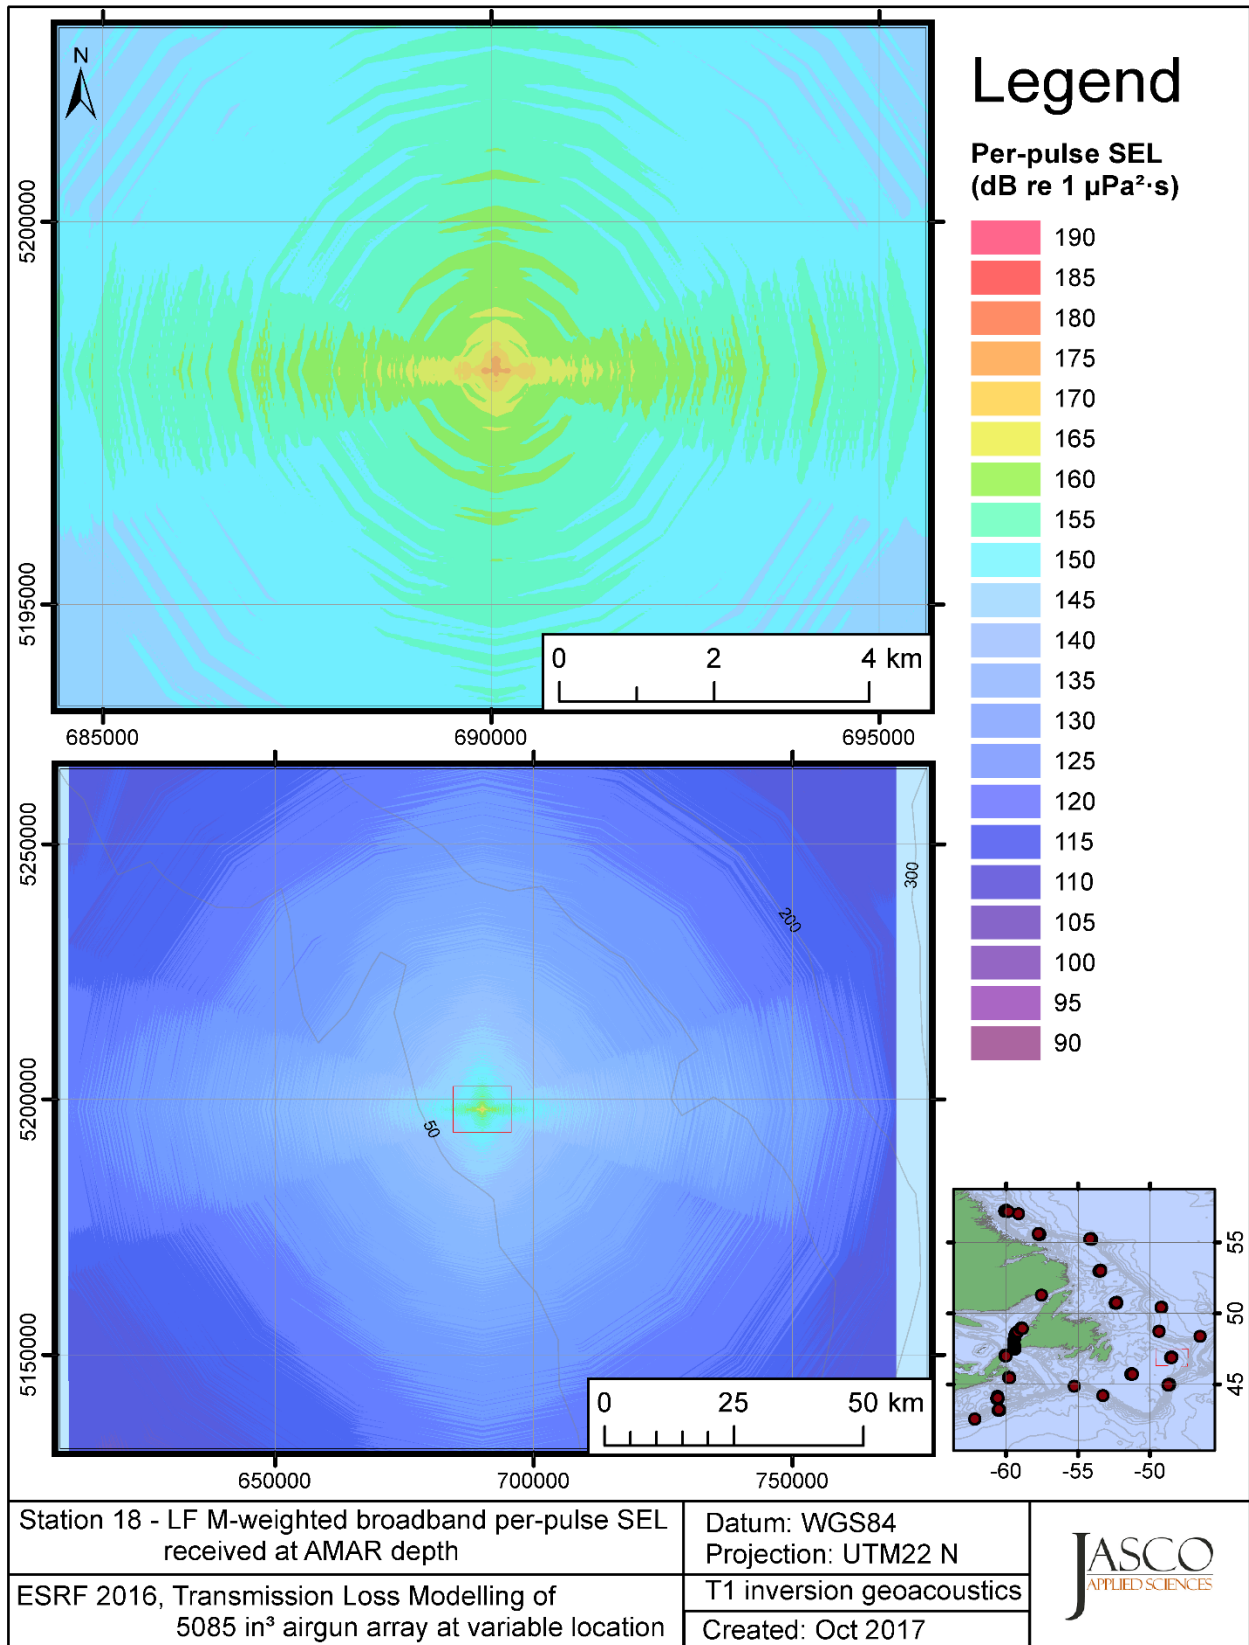 N
5200000
5195000
0 2 4 km
685000 690000 695000
Legend
Per-pulse SEL
(dB re 1 µPa²·s)
190
185
180
175
170
165
160
155
150
145
140
135
130
125
120
115
110
105
100
95
90
5250000
5200000
5150000
300
200
50
0 25 50 km
650000 700000 750000
55
50
45
-60 -55 -50
Station 18 - LF M-weighted broadband per-pulse SEL
received at AMAR depth
ESRF 2016, Transmission Loss Modelling of
5085 in³ airgun array at variable location
Datum: WGS84
Projection: UTM22 N
T1 inversion geoacoustics
Created: Oct 2017
JASCO
APPLIED SCIENCES